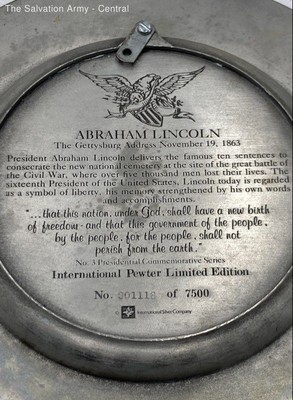 The Salvation Army - Central
ABRAHAM LINCOLN
The Gettysburg Address November 19, 1863
President Abraham Lincoln delivers the famous ten sentences to
consecrate the new national cemetery at the site of the great battle of
the Civil War, where over five thousand men lost their lives. The
sixteenth President of the United States, Lincoln today is regarded
as a symbol of liberty, his memory strengthened by his own words
and accomplishments.
"...that this nation, under God, shall have a new birth
of freedom - and that this government of the people,
by the people, for the people, shall not
perish from the earth."
No. 3 Presidential Commemorative Series
International Pewter Limited Edition
No. 001118 of 7500
© International Silver Company